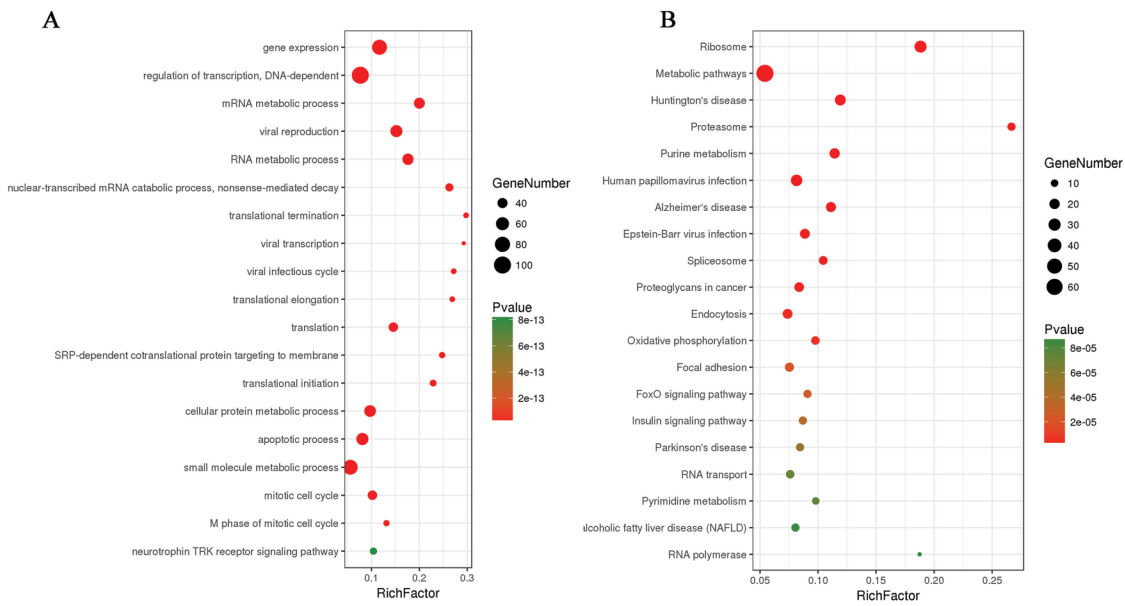 A
gene expression
regulation of transcription, DNA-dependent
mRNA metabolic process
viral reproduction
RNA metabolic process
nuclear-transcribed mRNA catabolic process, nonsense-mediated decay
translational termination
viral transcription
viral infectious cycle
translational elongation
translation
SRP-dependent cotranslational protein targeting to membrane
translational initiation
cellular protein metabolic process
apoptotic process
small molecule metabolic process
mitotic cell cycle
M phase of mitotic cell cycle
neurotrophin TRK receptor signaling pathway
0.1 0.2 0.3
RichFactor
GeneNumber
40
60
80
100
Pvalue
8e-13
6e-13
4e-13
2e-13
B
Ribosome
Metabolic pathways
Huntington's disease
Proteasome
Purine metabolism
Human papillomavirus infection
Alzheimer's disease
Epstein-Barr virus infection
Spliceosome
Proteoglycans in cancer
Endocytosis
Oxidative phosphorylation
Focal adhesion
FoxO signaling pathway
Insulin signaling pathway
Parkinson's disease
RNA transport
Pyrimidine metabolism
alcoholic fatty liver disease (NAFLD)
RNA polymerase
0.05 0.10 0.15 0.20 0.25
RichFactor
GeneNumber
10
20
30
40
50
60
Pvalue
8e-05
6e-05
4e-05
2e-05